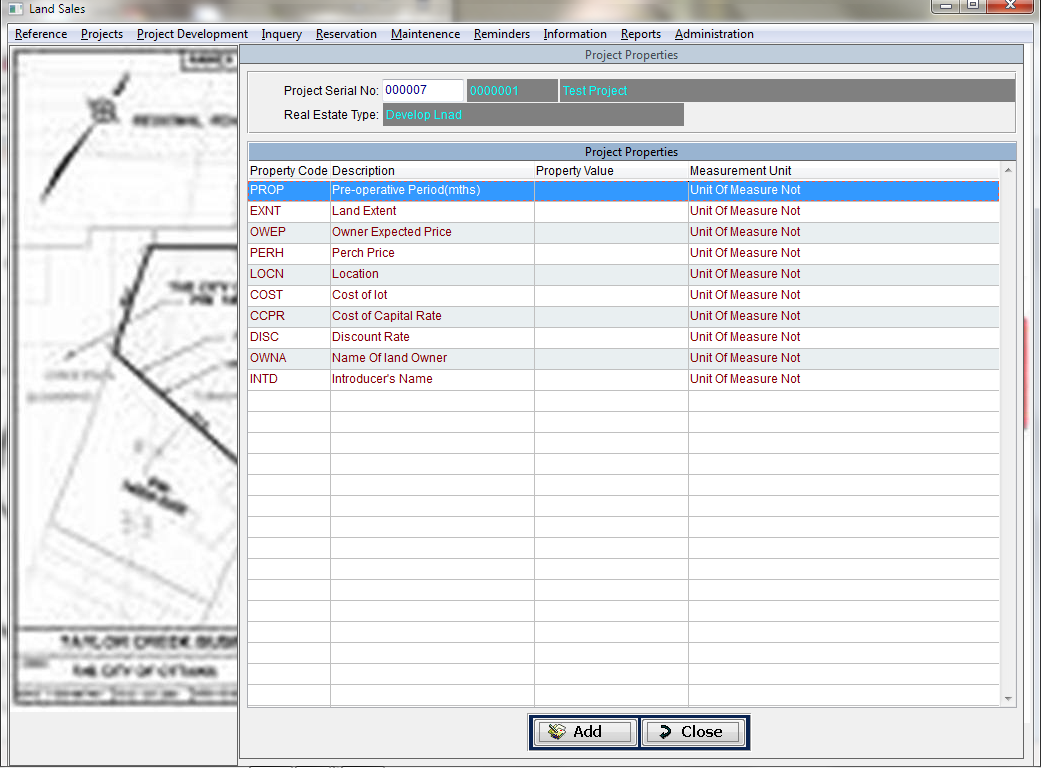 Land Sales
Reference Projects Project Development Inquery Reservation Maintenence Reminders Information Reports Administration
Project Properties
Project Serial No: 000007 0000001 Test Project
Real Estate Type: Develop Lnad
Project Properties
Property Code Description Property Value Measurement Unit
PROP Pre-operative Period(mths) Unit Of Measure Not
EXNT Land Extent Unit Of Measure Not
OWEP Owner Expected Price Unit Of Measure Not
PERH Perch Price Unit Of Measure Not
LOCN Location Unit Of Measure Not
COST Cost of lot Unit Of Measure Not
CCPR Cost of Capital Rate Unit Of Measure Not
DISC Discount Rate Unit Of Measure Not
OWNA Name Of land Owner Unit Of Measure Not
INTD Introducer's Name Unit Of Measure Not
TAYLOR CREEK
THE CITY OF OTTAWA
Add Close